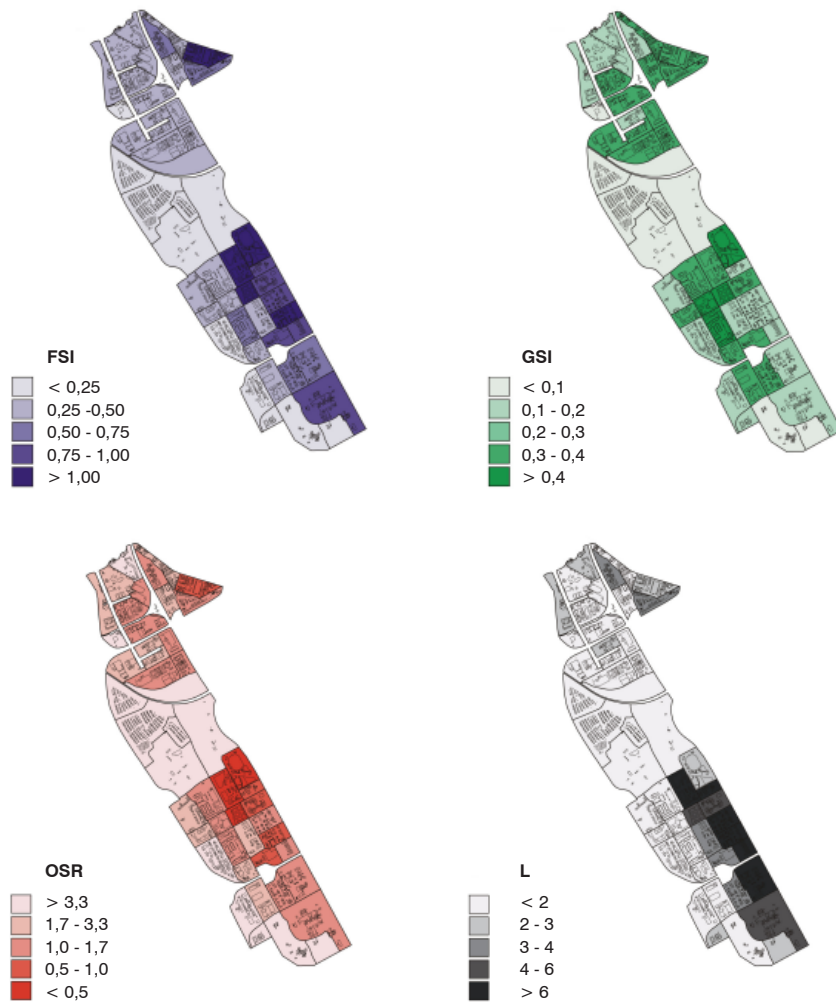 FSI
< 0,25
0,25 -0,50
0,50 - 0,75
0,75 - 1,00
> 1,00
GSI
< 0,1
0,1 - 0,2
0,2 - 0,3
0,3 - 0,4
> 0,4
OSR
> 3,3
1,7 - 3,3
1,0 - 1,7
0,5 - 1,0
< 0,5
L
< 2
2 - 3
3 - 4
4 - 6
> 6